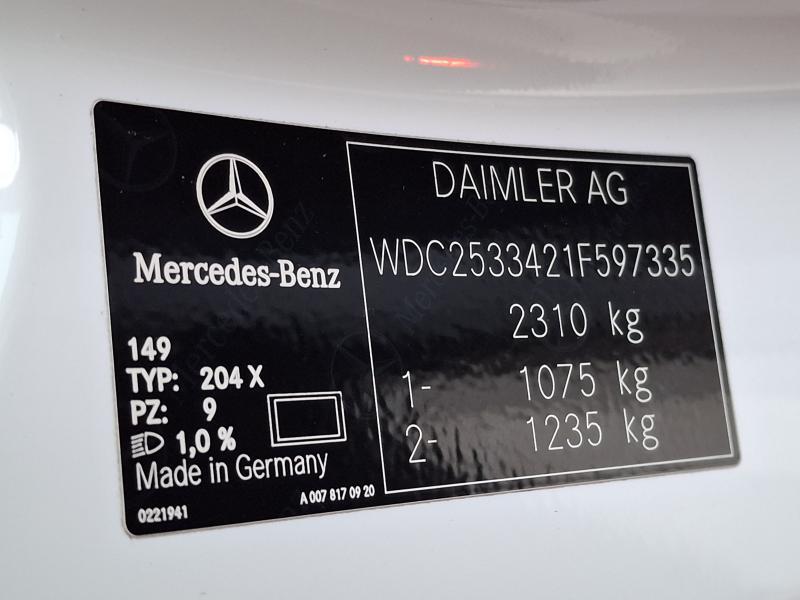 Mercedes-Benz
149
TYP: 204 X
PZ: 9
1,0 %
Made in Germany
0221941
A 007 817 09 20
DAIMLER AG
WDC2533421F597335
2310 kg
1- 1075 kg
2- 1235 kg